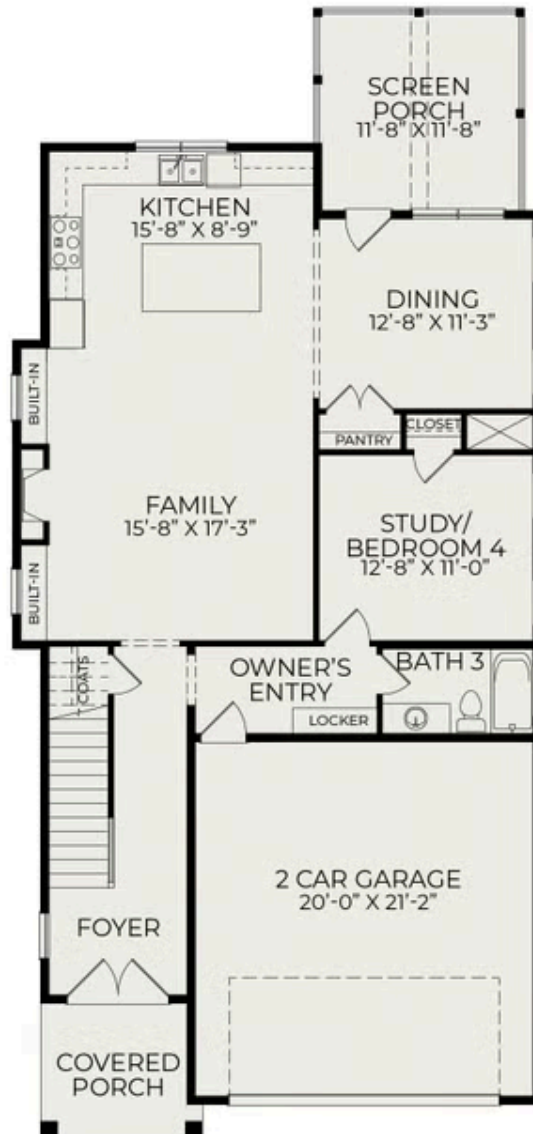 SCREEN
PORCH
11'-8" X 11'-8"
KITCHEN
15'-8" X 8'-9"
DINING
12'-8" X 11'-3"
BUILT-IN
PANTRY
CLOSET
FAMILY
15'-8" X 17'-3"
STUDY/
BEDROOM 4
12'-8" X 11'-0"
BUILT-IN
COATS
OWNER'S
ENTRY
LOCKER
BATH 3
2 CAR GARAGE
20'-0" X 21'-2"
FOYER
COVERED
PORCH